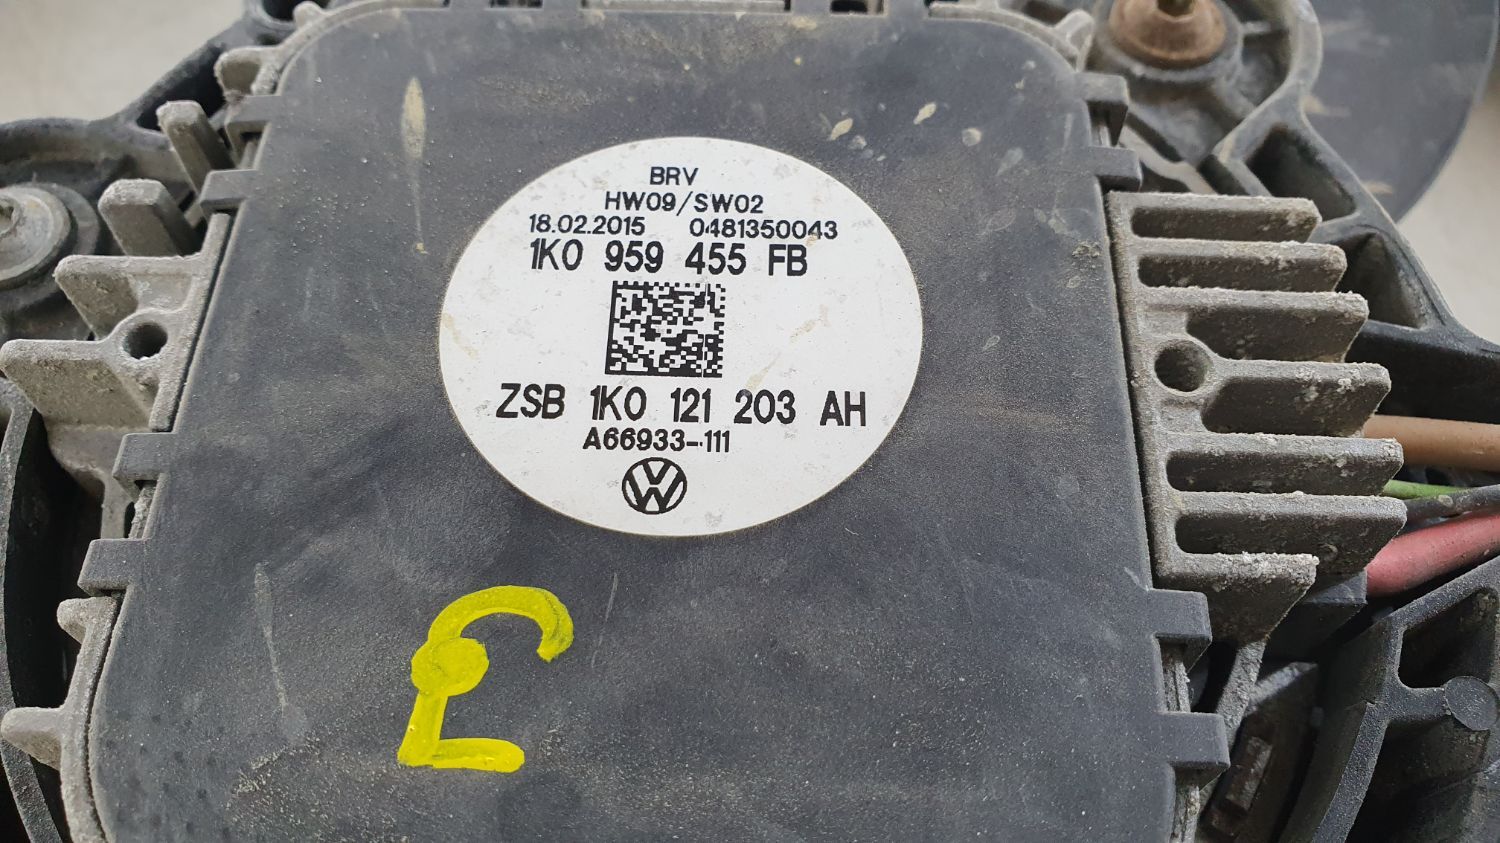 BRV
HW09/SW02
18.02.2015 0481350043
1K0 959 455 FB
ZSB 1K0 121 203 AH
A66933-111
VW